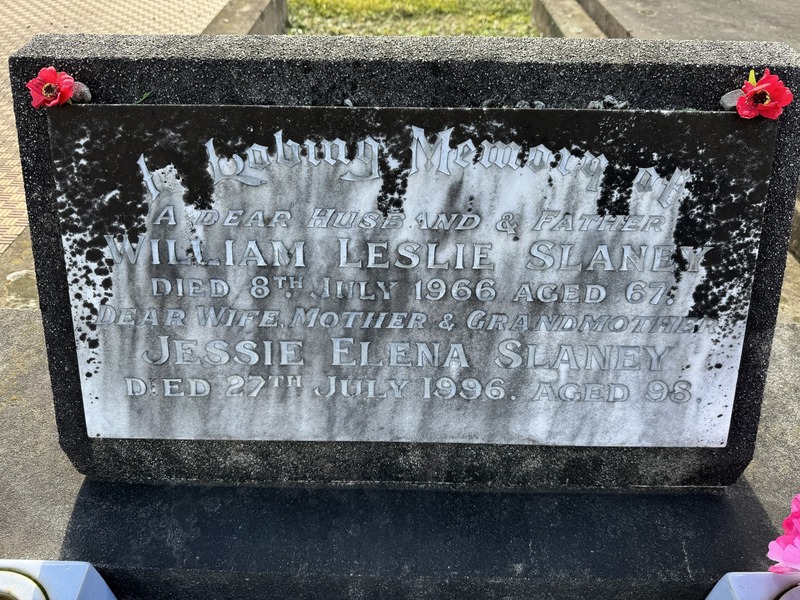 In Loving Memory of
A DEAR HUSBAND & FATHER
WILLIAM LESLIE SLANEY
DIED 8TH JULY 1966 AGED 67.
DEAR WIFE, MOTHER & GRANDMOTHER
JESSIE ELENA SLANEY
DIED 27TH JULY 1996. AGED 98.